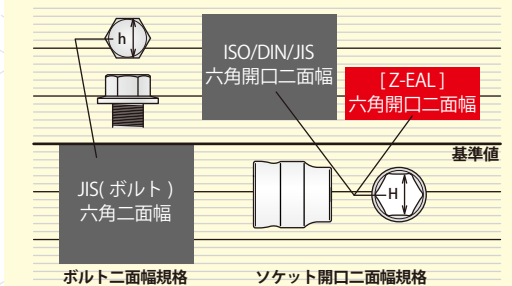 h
ISO/DIN/JIS
六角開口二面幅
[ Z-EAL ]
六角開口二面幅
基準値
JIS( ボルト )
六角二面幅
H
ボルト二面幅規格
ソケット開口二面幅規格